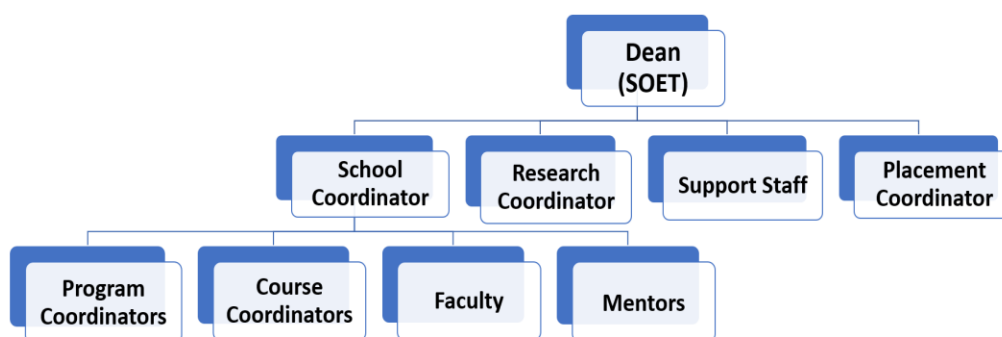 Dean
(SOET)
School
Coordinator
Research
Coordinator
Support Staff
Placement
Coordinator
Program
Coordinators
Course
Coordinators
Faculty
Mentors